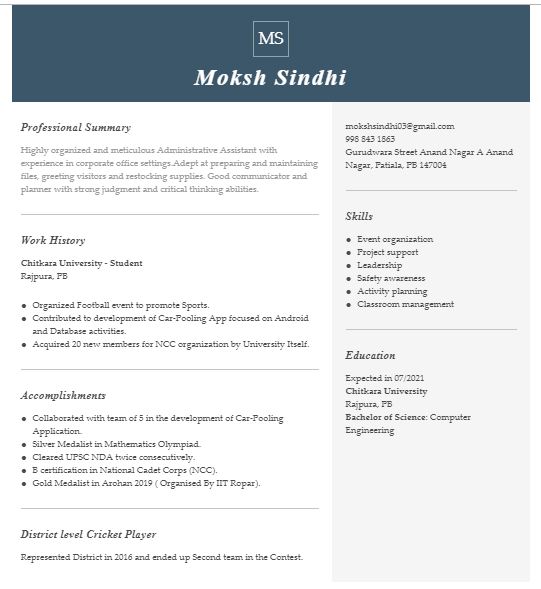 MS
Moksh Sindhi
Professional Summary
Highly organized and meticulous Administrative Assistant with
experience in corporate office settings.Adept at preparing and maintaining
files, greeting visitors and restocking supplies. Good communicator and
planner with strong judgment and critical thinking abilities.
Work History
Chitkara University - Student
Rajpura, PB
● Organized Football event to promote Sports.
● Contributed to development of Car-Pooling App focused on Android
and Database activities.
● Acquired 20 new members for NCC organization by University Itself.
Accomplishments
● Collaborated with team of 5 in the development of Car-Pooling
Application.
● Silver Medalist in Mathematics Olympiad.
● Cleared UPSC NDA twice consecutively.
● B certification in National Cadet Corps (NCC).
● Gold Medalist in Arohan 2019 ( Organised By IIT Ropar).
District level Cricket Player
Represented District in 2016 and ended up Second team in the Contest.
mokshsindhi03@gmail.com
998 843 1863
Gurudwara Street Anand Nagar A Anand
Nagar, Patiala, PB 147004
Skills
● Event organization
● Project support
● Leadership
● Safety awareness
● Activity planning
● Classroom management
Education
Expected in 07/2021
Chitkara University
Rajpura, PB
Bachelor of Science: Computer
Engineering